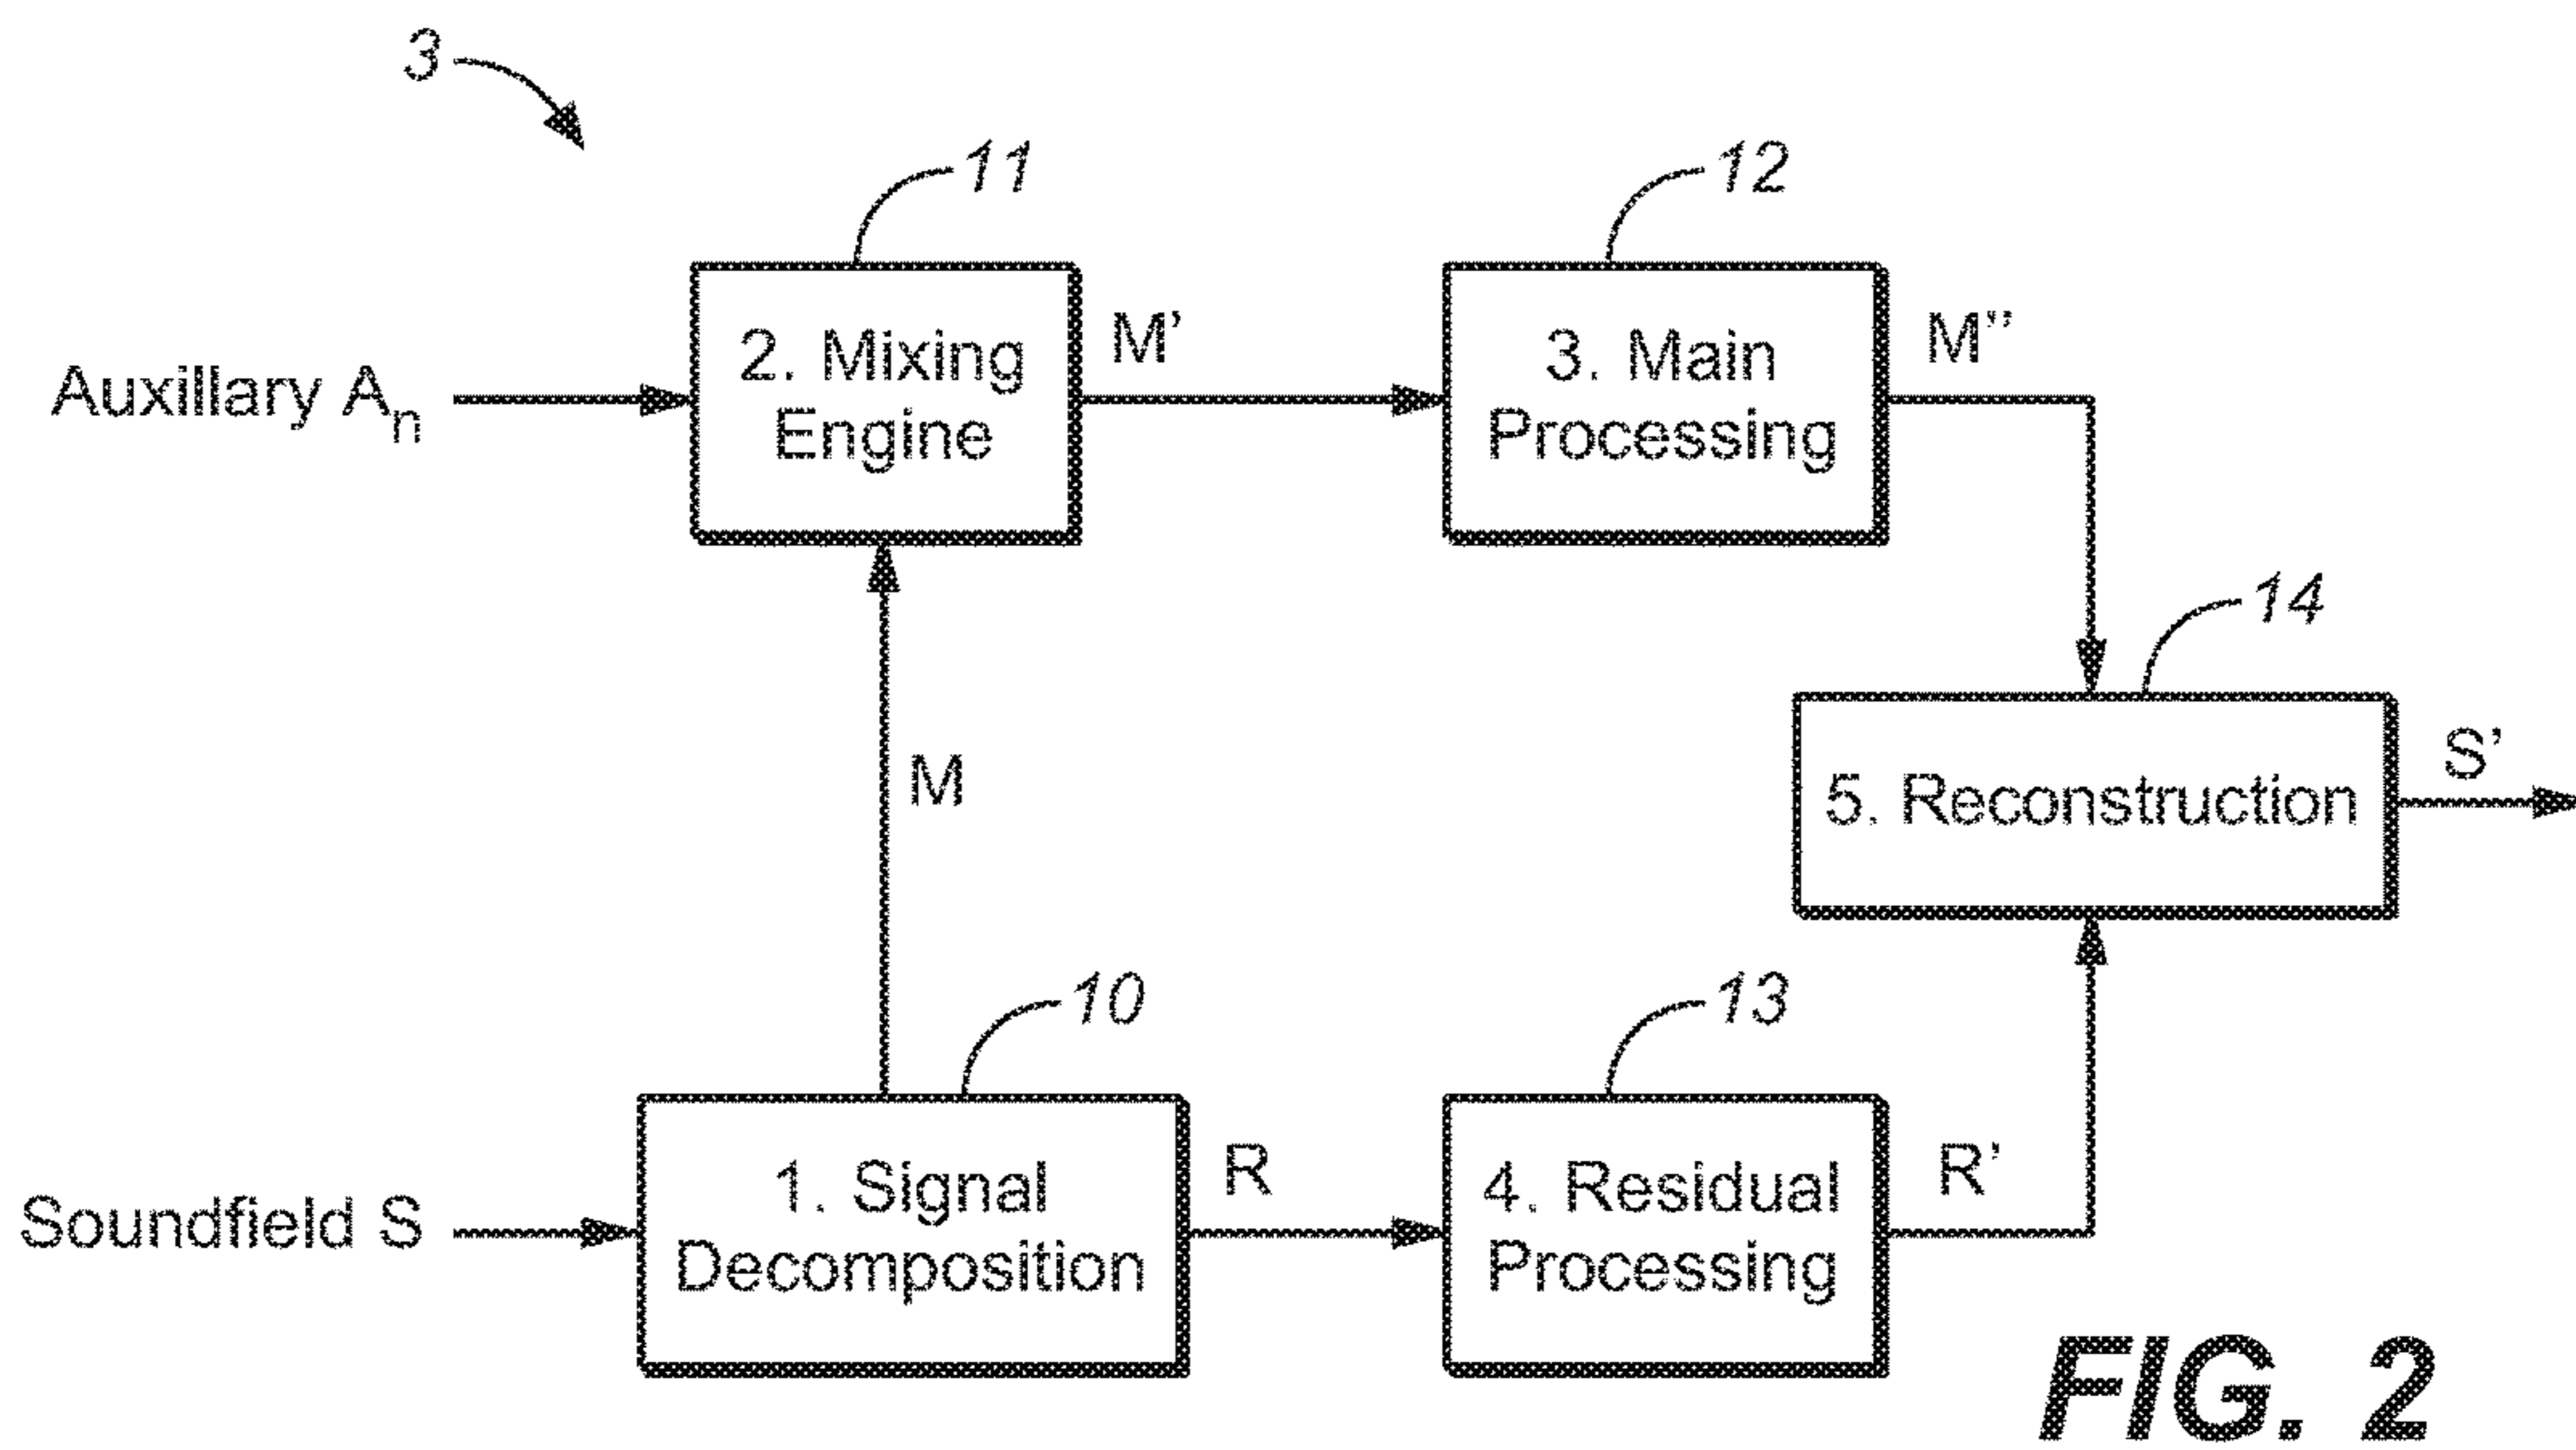 3
11
12
2. Mixing
Engine
M'
3. Main
Processing
M"
Auxillary An
14
M
5. Reconstruction
S'
10
13
1. Signal
Decomposition
R
4. Residual
Processing
R'
Soundfield S
FIG. 2